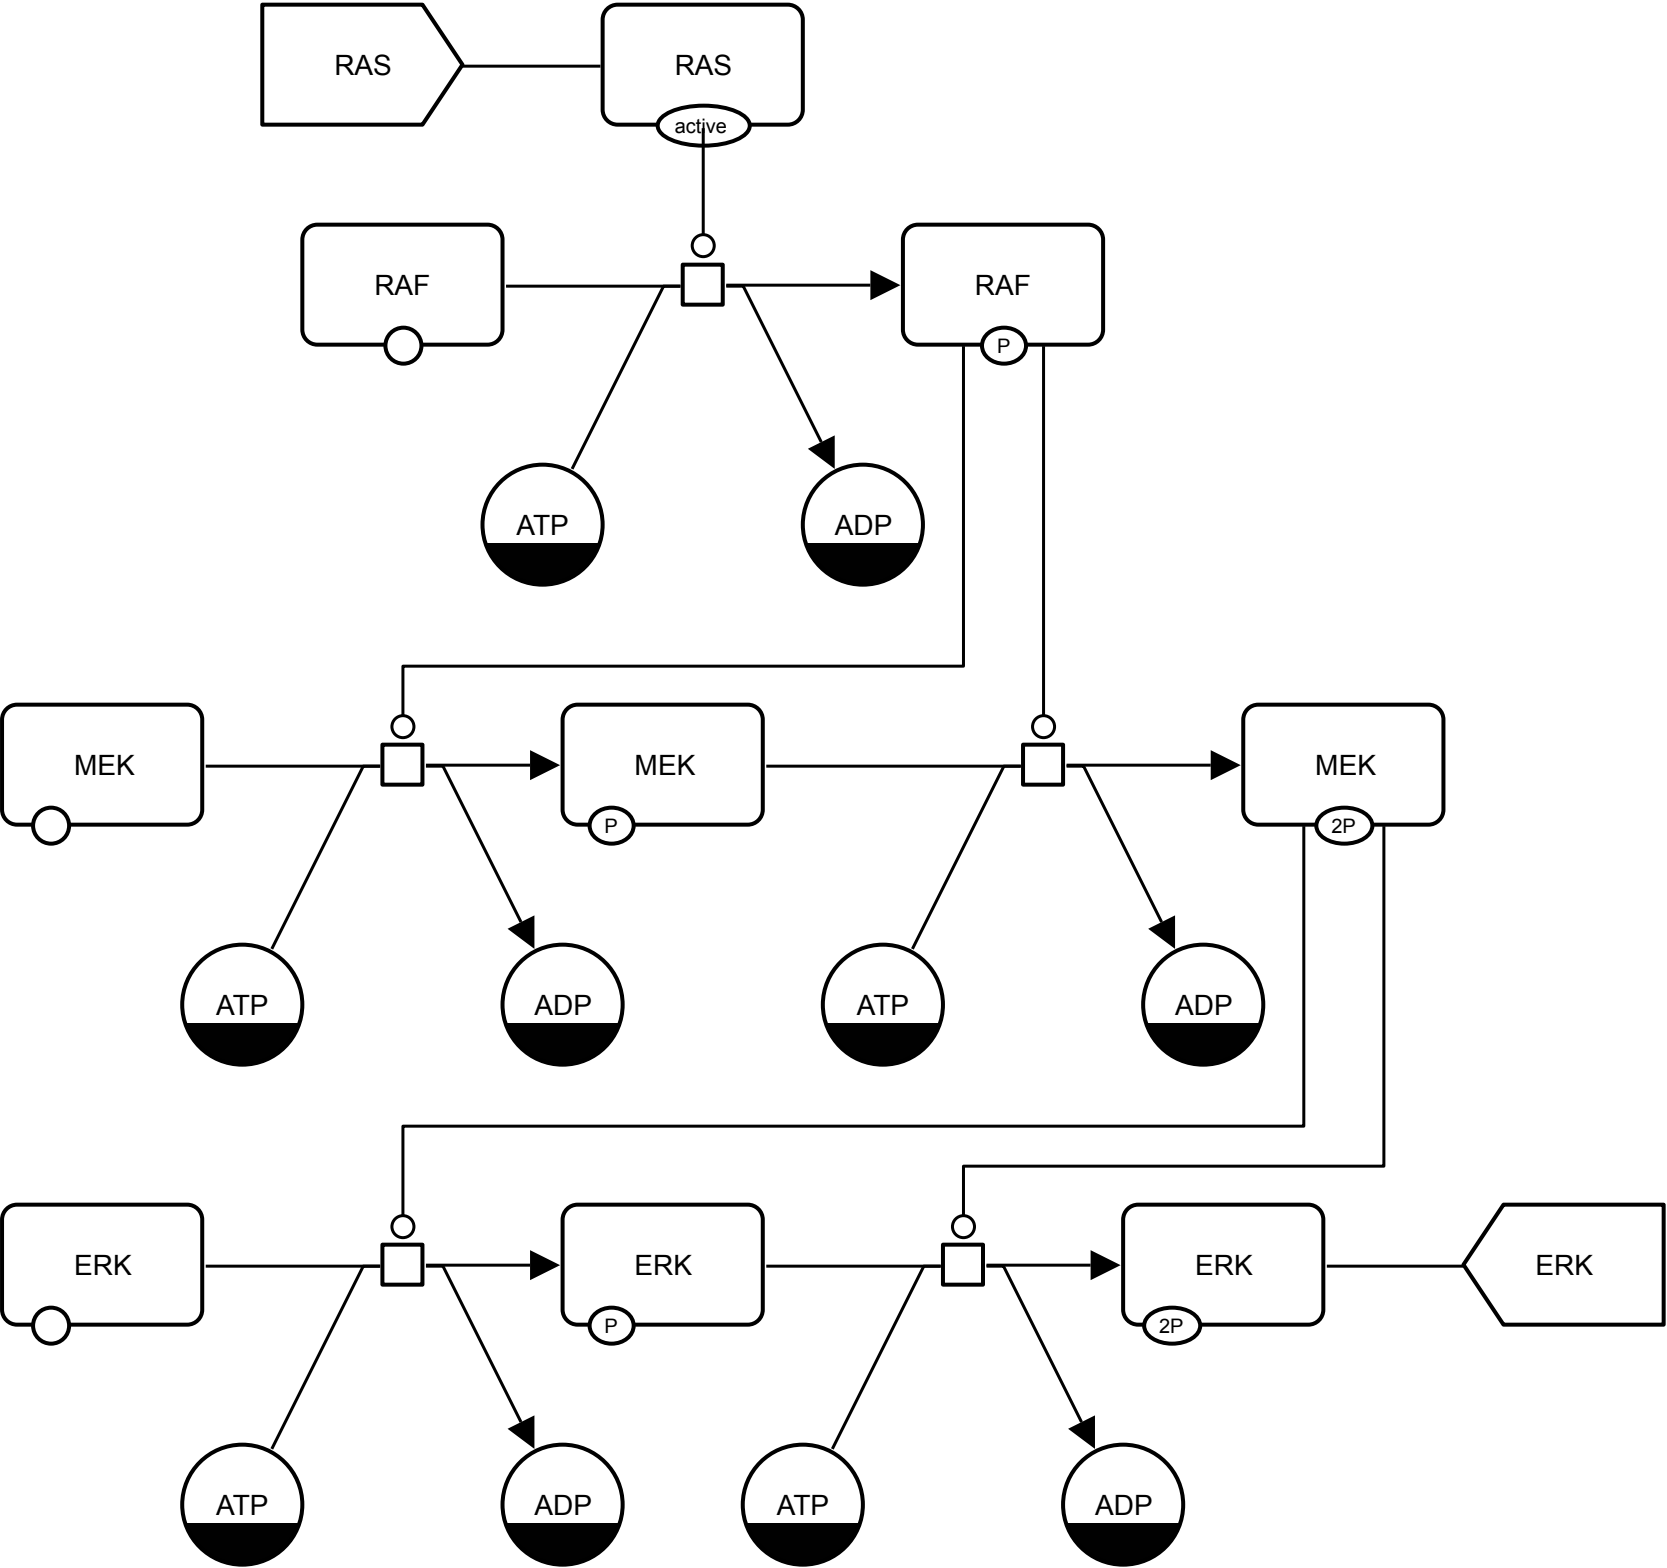 RAS
RAS
active
RAF
RAF
P
ATP
ADP
MEK
MEK
P
MEK
2P
ATP
ADP
ATP
ADP
ERK
ERK
P
ERK
2P
ERK
ATP
ADP
ATP
ADP